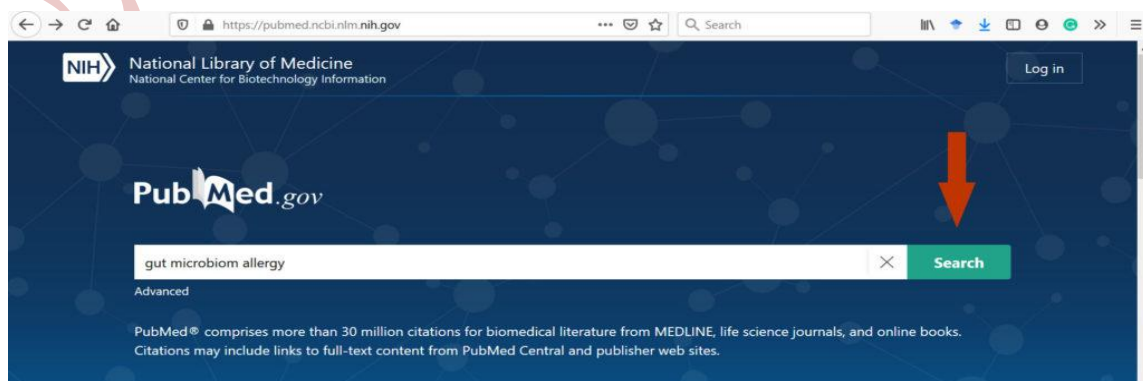 https://pubmed.ncbi.nlm.nih.gov
Search
NIH
National Library of Medicine
National Center for Biotechnology Information
Log in
PubMed.gov
gut microbiom allergy
Search
Advanced
PubMed® comprises more than 30 million citations for biomedical literature from MEDLINE, life science journals, and online books.
Citations may include links to full-text content from PubMed Central and publisher web sites.